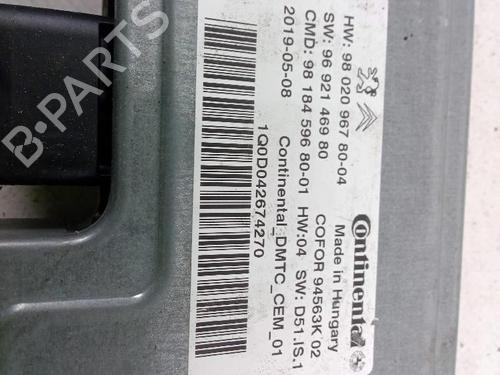 HW: 98 020 967 80-04
SW: 96 921 469 80
CMD: 98 184 596 80-01 HW:04 SW: D51.IS.1
2019-05-08
Continental_DMTC_CEM_01
1Q0D042674270
Continental
Made in Hungary
COFOR 94563K 02
B-PARTS